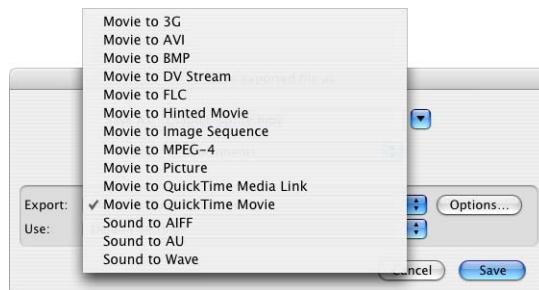 Movie to 3G
Movie to AVI
Movie to BMP
Movie to DV Stream
Movie to FLC
Movie to Hinted Movie
Movie to Image Sequence
Movie to MPEG-4
Movie to Picture
Movie to QuickTime Media Link
Export: ✓ Movie to QuickTime Movie Options...
Use: Sound to AIFF
Sound to AU
Sound to Wave
Cancel Save